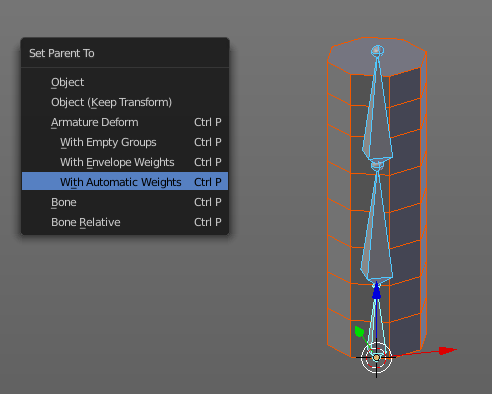 Set Parent To
Object
Object (Keep Transform)
Armature Deform Ctrl P
With Empty Groups Ctrl P
With Envelope Weights Ctrl P
With Automatic Weights Ctrl P
Bone Ctrl P
Bone Relative Ctrl P